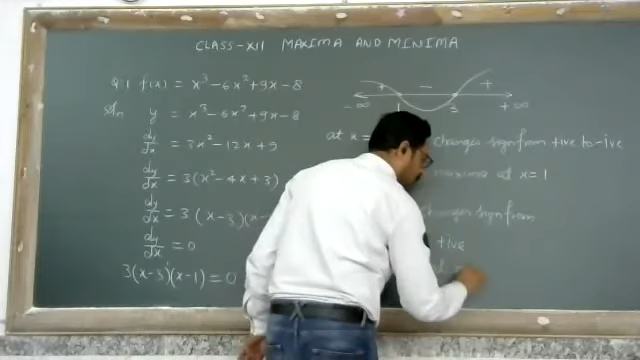 CLASS-XII MAXIMA AND MINIMA
Q.1 f(x) = x³ - 6x² + 9x - 8
Sln y = x³ - 6x² + 9x - 8
dy/dx = 3x² - 12x + 9
dy/dx = 3(x² - 4x + 3)
dy/dx = 3(x-3)(x-
dy/dx = 0
3(x-3)(x-1) = 0
+ - +
-∞ 1 3 +∞
at x = changes sign from +ive to -ive
maxima at x = 1
changes sign from
+ive